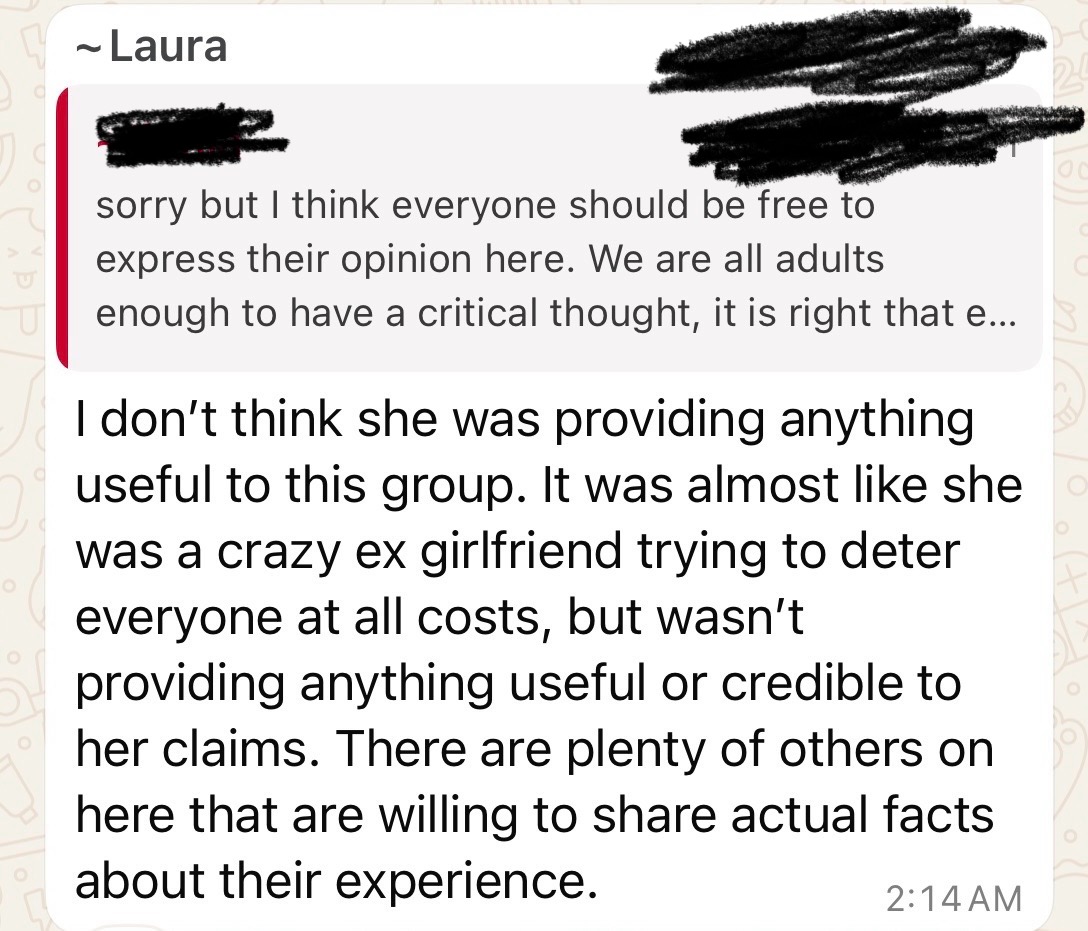 ~Laura
sorry but I think everyone should be free to
express their opinion here. We are all adults
enough to have a critical thought, it is right that e...
I don't think she was providing anything
useful to this group. It was almost like she
was a crazy ex girlfriend trying to deter
everyone at all costs, but wasn't
providing anything useful or credible to
her claims. There are plenty of others on
here that are willing to share actual facts
about their experience.
2:14 AM